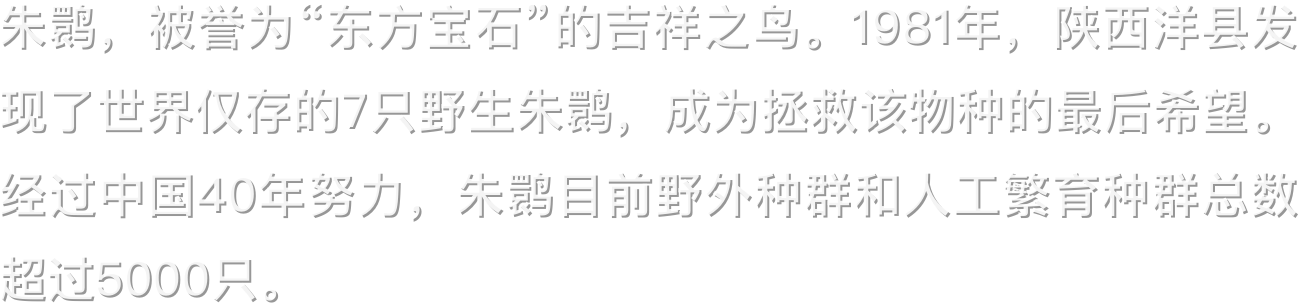 朱鹮，被誉为“东方宝石”的吉祥之鸟。1981年，陕西洋县发
现了世界仅存的7只野生朱鹮，成为拯救该物种的最后希望。
经过中国40年努力，朱鹮目前野外种群和人工繁育种群总数
超过5000只。